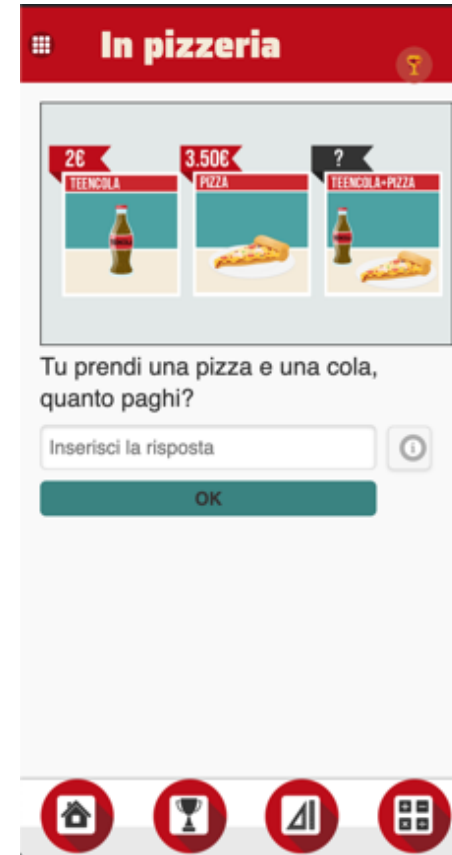 In pizzeria
2€ 3.50€ ?
TEENCOLA PIZZA TEENCOLA+PIZZA
Tu prendi una pizza e una cola,
quanto paghi?
Inserisci la risposta
OK